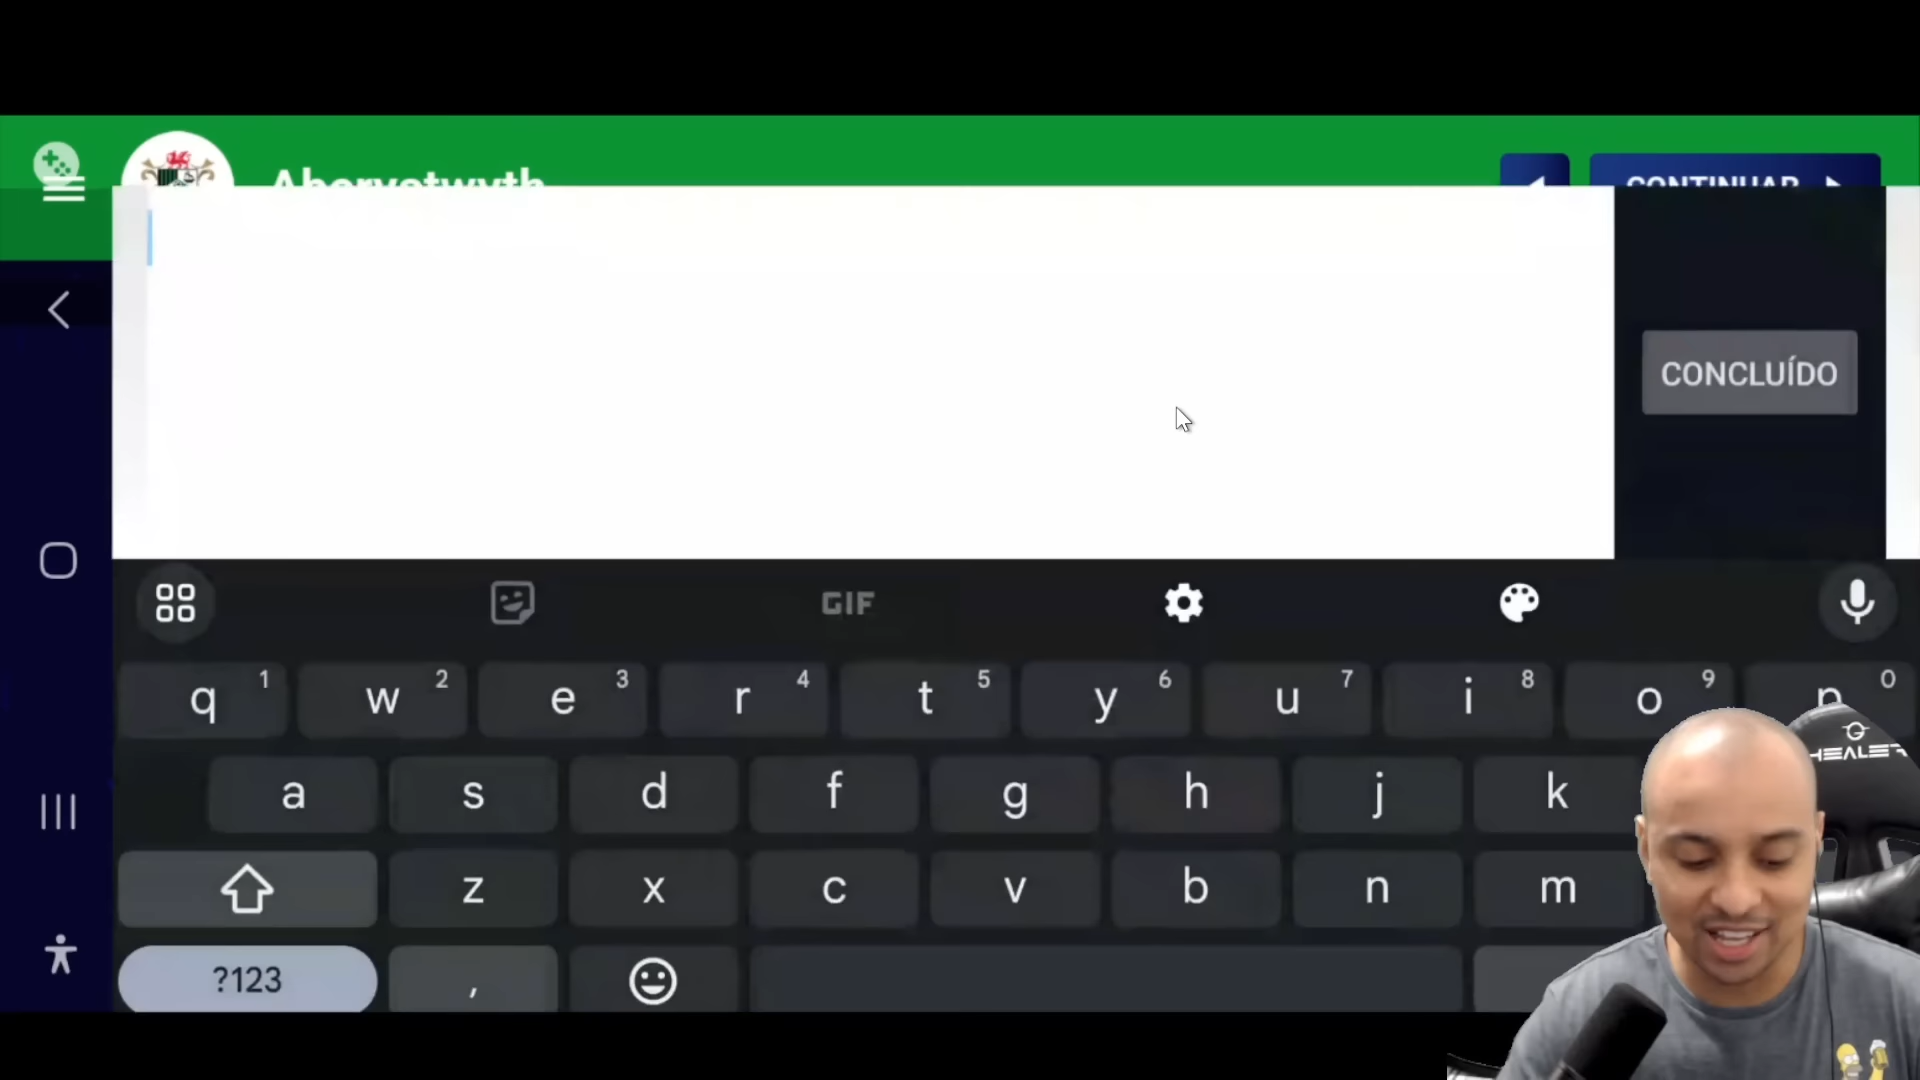 Aberystwyth
CONTINUAR
CONCLUÍDO
GIF
q 1 w 2 e 3 r 4 t 5 y 6 u 7 i 8 o 9 p 0
a s d f g h j k
HEALER
z x c v b n m
?123 ,